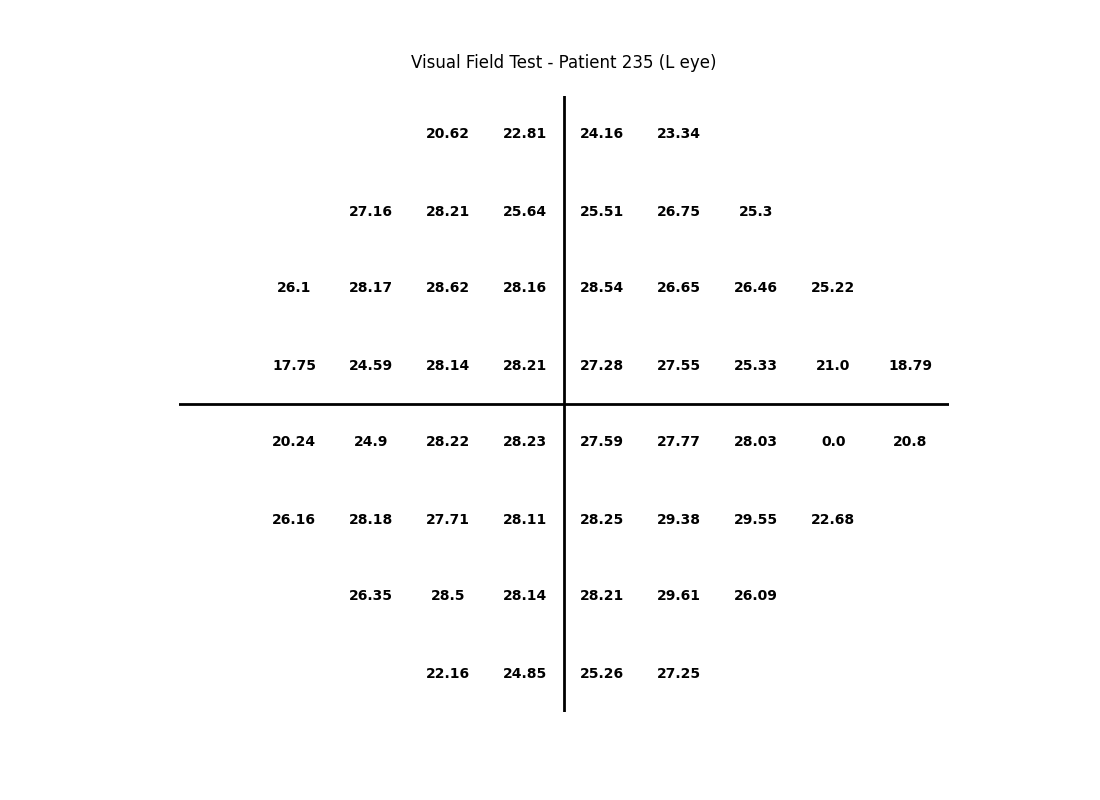 Visual Field Test - Patient 235 (L eye)
20.62 22.81 24.16 23.34
27.16 28.21 25.64 25.51 26.75 25.3
26.1 28.17 28.62 28.16 28.54 26.65 26.46 25.22
17.75 24.59 28.14 28.21 27.28 27.55 25.33 21.0 18.79
20.24 24.9 28.22 28.23 27.59 27.77 28.03 0.0 20.8
26.16 28.18 27.71 28.11 28.25 29.38 29.55 22.68
26.35 28.5 28.14 28.21 29.61 26.09
22.16 24.85 25.26 27.25